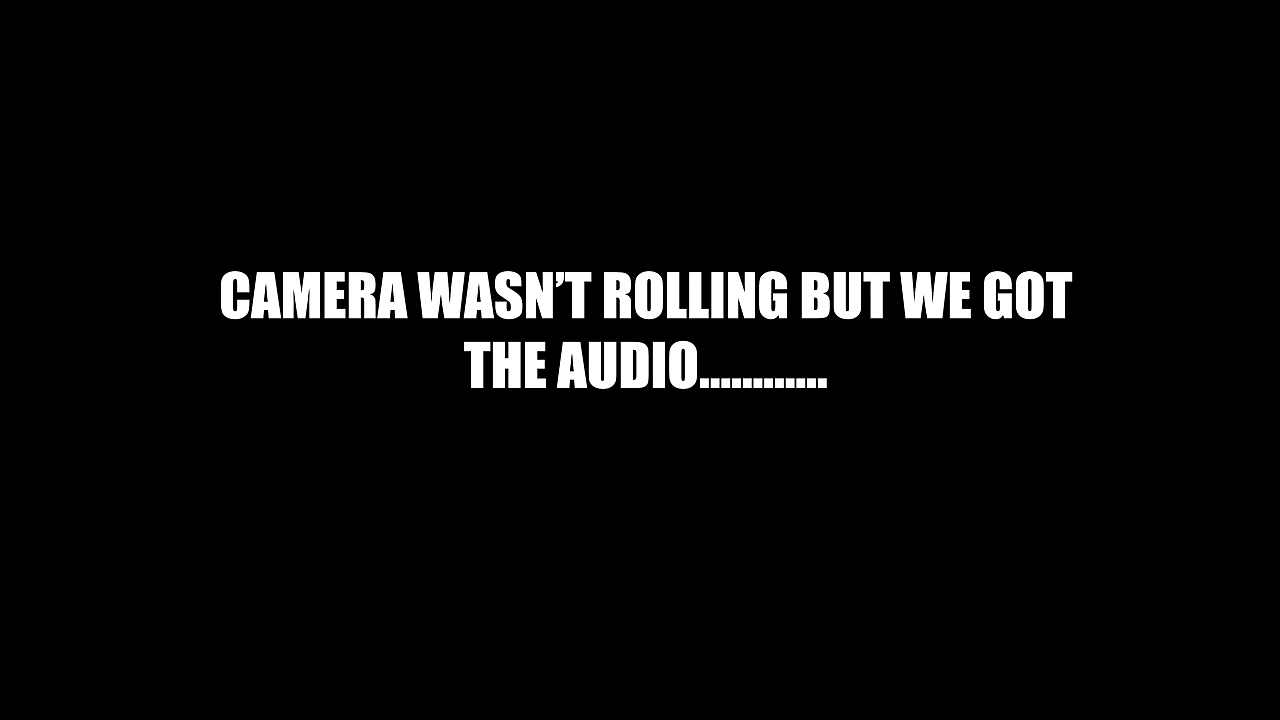 CAMERA WASN’T ROLLING BUT WE GOT
THE AUDIO............